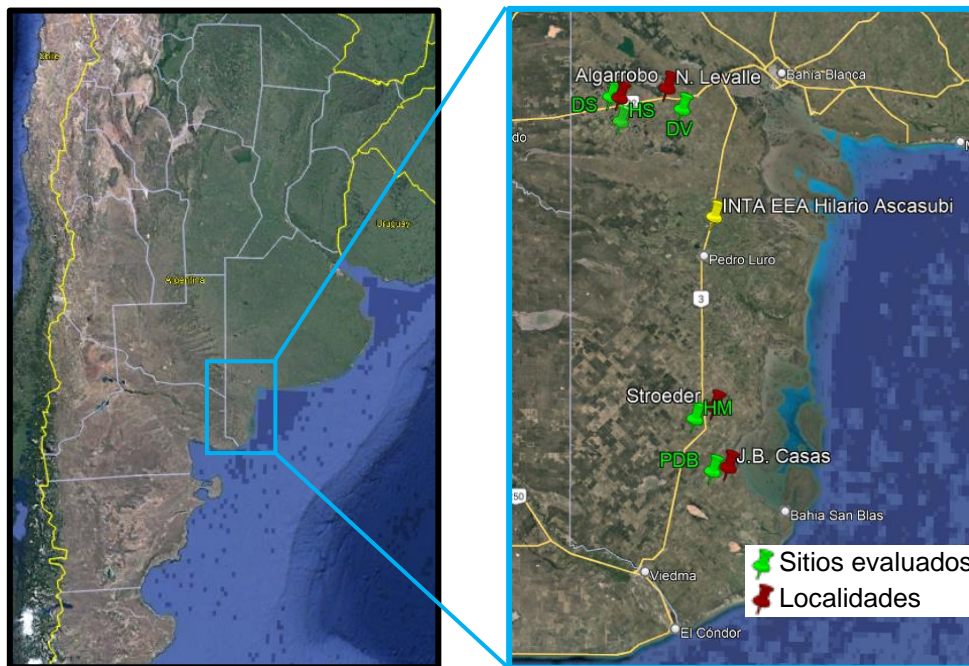 Chile
Uruguay
Argentina
Algarrobo
N. Levalle
Bahía Blanca
DS
HS
DV
INTA EEA Hilario Ascasubi
Pedro Luro
3
Stroeder
HM
PDB
J.B. Casas
50
Bahía San Blas
Sitios evaluados
Viedma
Localidades
El Cóndor